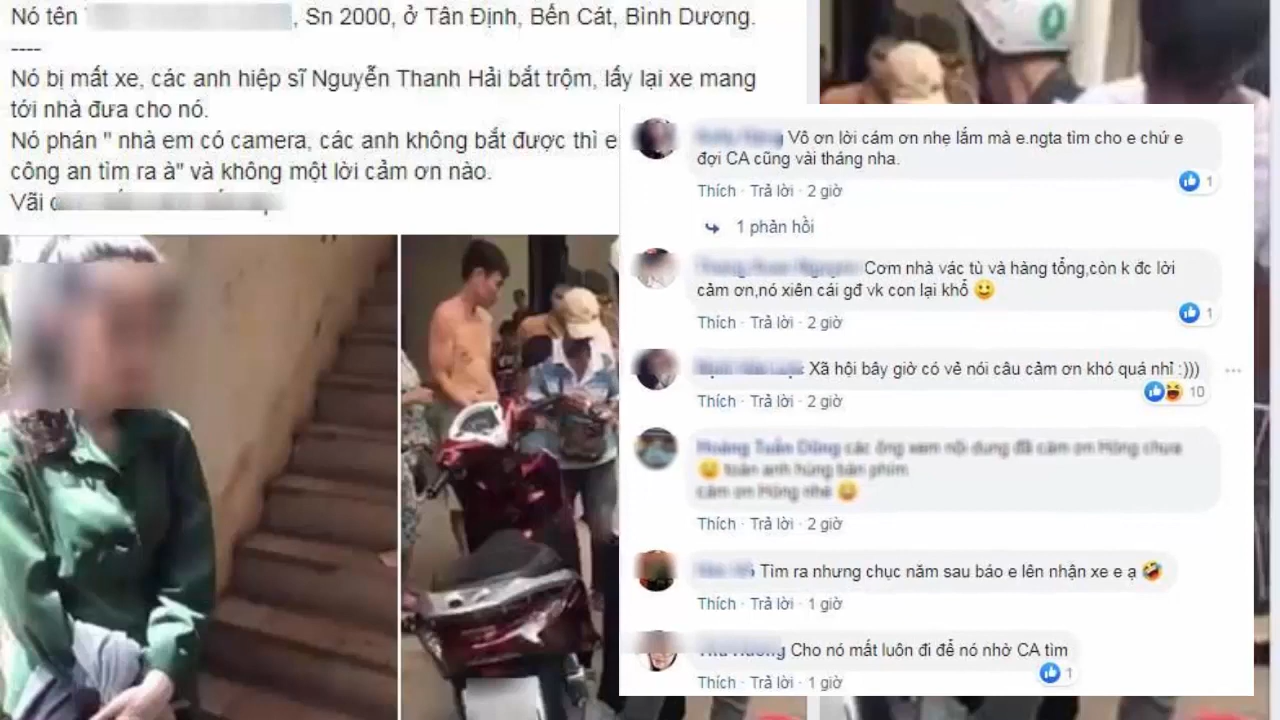 Nó tên , Sn 2000, ở Tân Định, Bến Cát, Bình Dương.
----
Nó bị mất xe, các anh hiệp sĩ Nguyễn Thanh Hải bắt trộm, lấy lại xe mang
tới nhà đưa cho nó.
Nó phán " nhà em có camera, các anh không bắt được thì e
công an tìm ra à" và không một lời cảm ơn nào.
Vãi
Vô ơn lời cám ơn nhẹ lắm mà e.ngta tìm cho e chứ e
đợi CA cũng vài tháng nha.
Thích · Trả lời · 2 giờ
1
1 phản hồi
Cơm nhà vác tù và hàng tổng,còn k đc lời
cảm ơn,nó xiên cái gđ vk con lại khổ
Thích · Trả lời · 2 giờ
1
Xã hội bây giờ có vẻ nói câu cảm ơn khó quá nhỉ :)))
Thích · Trả lời · 2 giờ
10
Hoàng Tuấn Dũng các ông xem nội dung đã cảm ơn Hồng chưa
toàn anh hùng bàn phím
cảm ơn Hồng nhé
Thích · Trả lời · 2 giờ
Tìm ra nhưng chục năm sau báo e lên nhận xe e ạ
Thích · Trả lời · 1 giờ
Cho nó mất luôn đi để nó nhờ CA tìm
Thích · Trả lời · 1 giờ
1